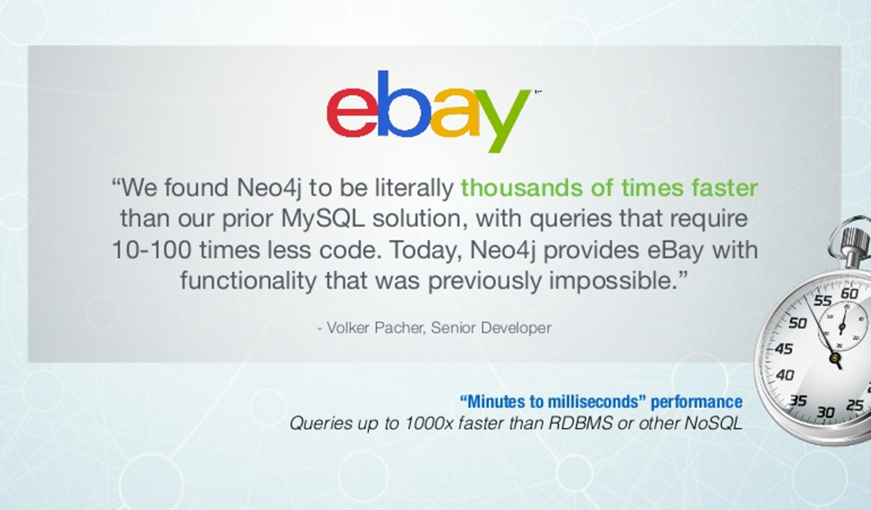 ebay
“We found Neo4j to be literally thousands of times faster
than our prior MySQL solution, with queries that require
10-100 times less code. Today, Neo4j provides eBay with
functionality that was previously impossible.”
- Volker Pacher, Senior Developer
“Minutes to milliseconds” performance
Queries up to 1000x faster than RDBMS or other NoSQL
55 60
50
45
40
35 30 25